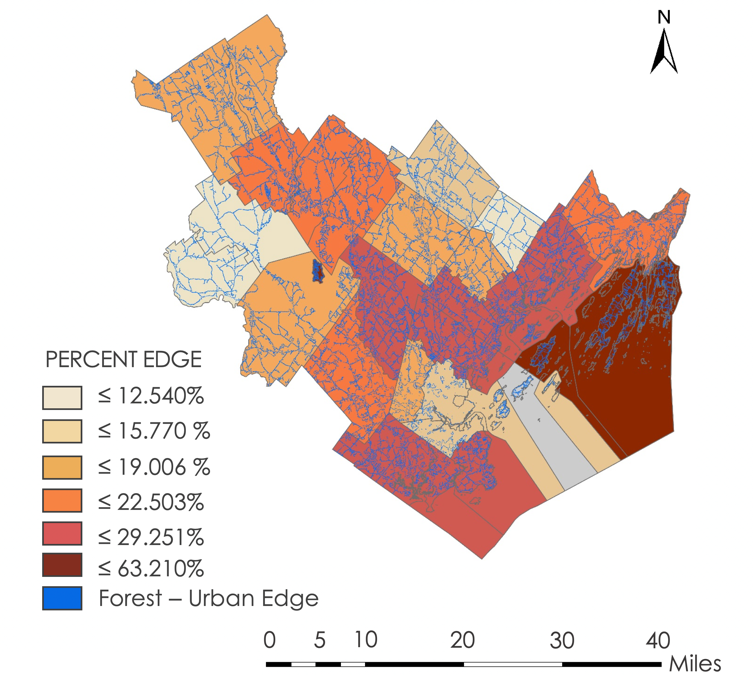 N
PERCENT EDGE
≤ 12.540%
≤ 15.770 %
≤ 19.006 %
≤ 22.503%
≤ 29.251%
≤ 63.210%
Forest – Urban Edge
0 5 10 20 30 40
Miles